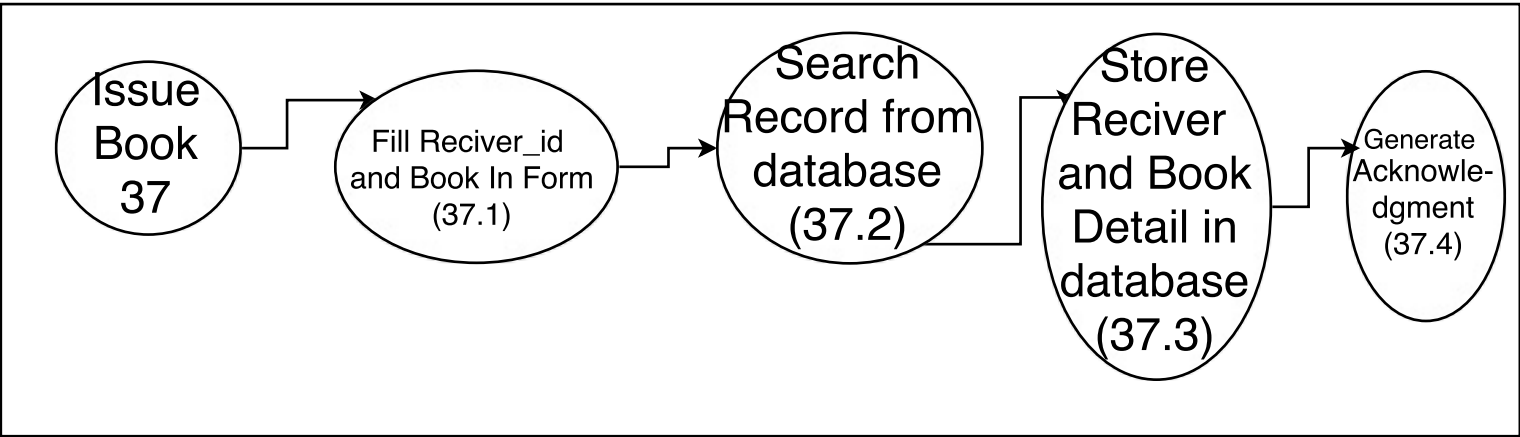 Issue
Book
37
Fill Reciver_id
and Book In Form
(37.1)
Search
Record from
database
(37.2)
Store
Reciver
and Book
Detail in
database
(37.3)
Generate
Acknowle-
dgment
(37.4)